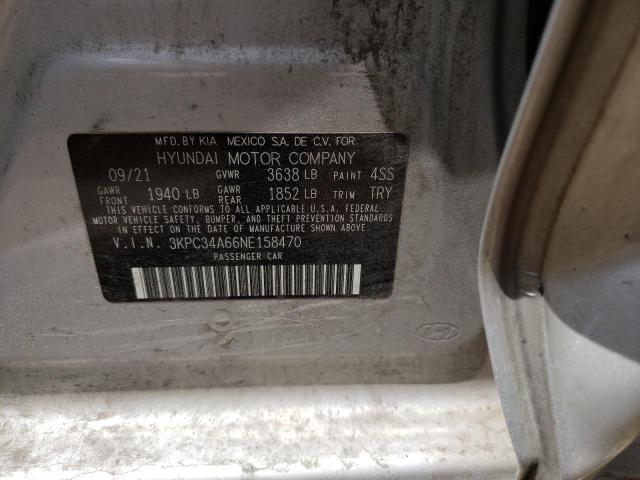 MFD. BY KIA MEXICO S.A. DE C.V. FOR
HYUNDAI MOTOR COMPANY
09/21 GVWR 3638 LB PAINT 4SS
GAWR FRONT 1940 LB GAWR REAR 1852 LB TRIM TRY
THIS VEHICLE CONFORMS TO ALL APPLICABLE U.S.A. FEDERAL
MOTOR VEHICLE SAFETY, BUMPER, AND THEFT PREVENTION STANDARDS
IN EFFECT ON THE DATE OF MANUFACTURE SHOWN ABOVE.
V.I.N. 3KPC34A66NE158470
PASSENGER CAR